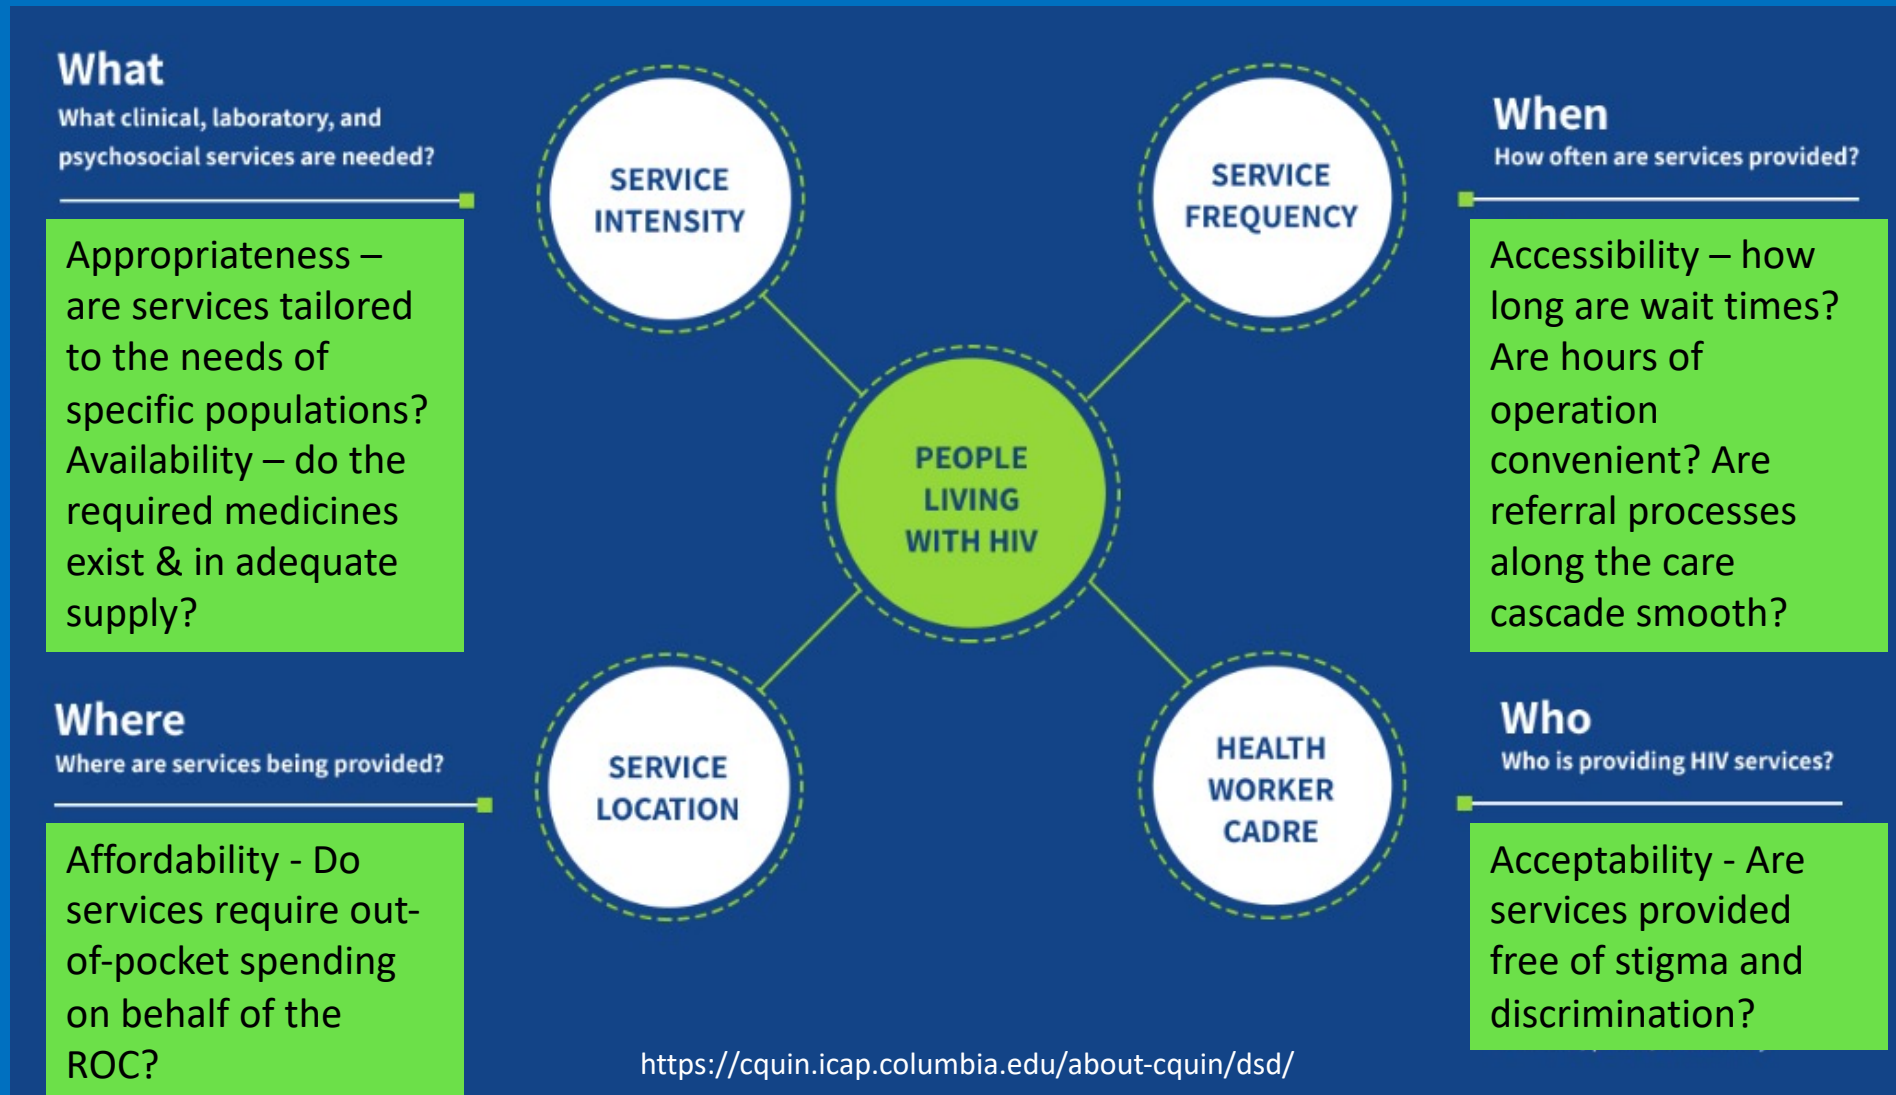 What
What clinical, laboratory, and
psychosocial services are needed?
Appropriateness –
are services tailored
to the needs of
specific populations?
Availability – do the
required medicines
exist & in adequate
supply?
SERVICE
INTENSITY
SERVICE
FREQUENCY
When
How often are services provided?
Accessibility – how
long are wait times?
Are hours of
operation
convenient? Are
referral processes
along the care
cascade smooth?
PEOPLE
LIVING
WITH HIV
Where
Where are services being provided?
Affordability - Do
services require out-
of-pocket spending
on behalf of the
ROC?
SERVICE
LOCATION
HEALTH
WORKER
CADRE
Who
Who is providing HIV services?
Acceptability - Are
services provided
free of stigma and
discrimination?
https://cquin.icap.columbia.edu/about-cquin/dsd/